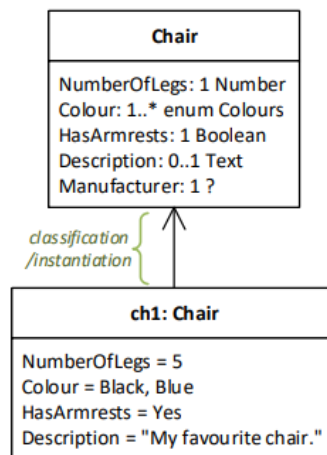 Chair
NumberOfLegs: 1 Number
Colour: 1..* enum Colours
HasArmrests: 1 Boolean
Description: 0..1 Text
Manufacturer: 1 ?
classification
/instantiation
ch1: Chair
NumberOfLegs = 5
Colour = Black, Blue
HasArmrests = Yes
Description = "My favourite chair."